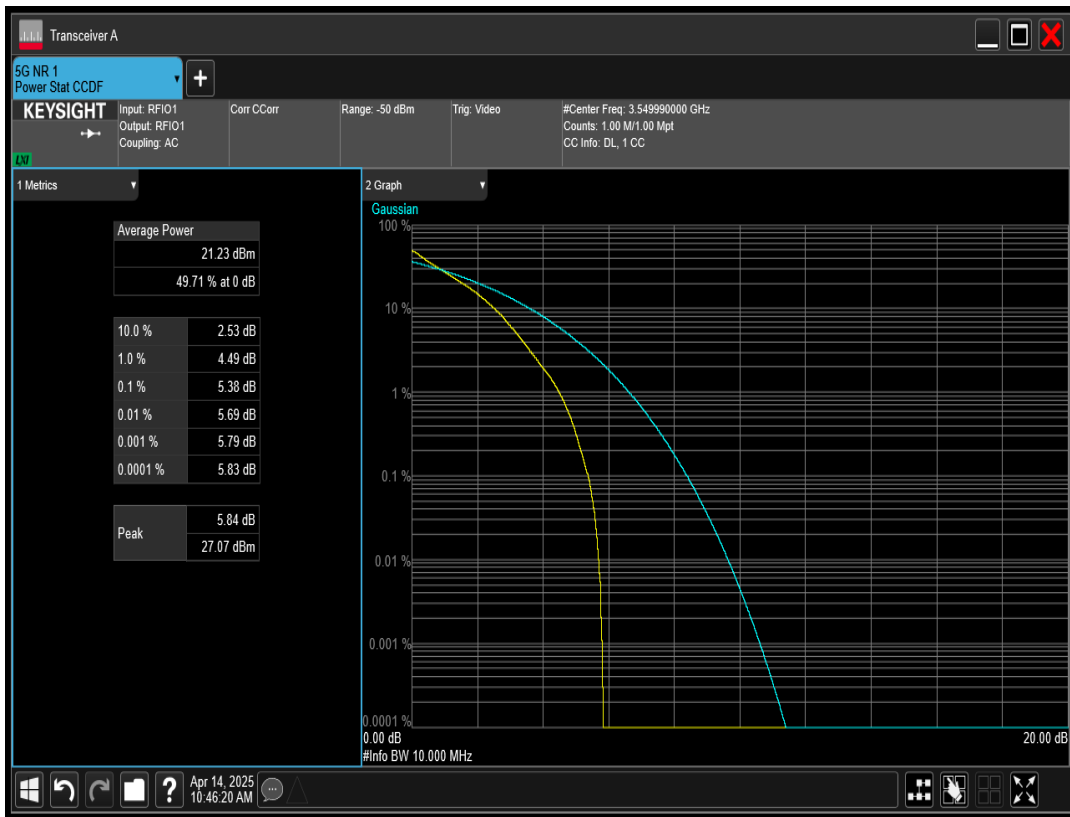 Transceiver A
5G NR 1
Power Stat CCDF
+
KEYSIGHT
LXI
Input: RFIO1
Output: RFIO1
Coupling: AC
Corr CCorr
Range: -50 dBm
Trig: Video
#Center Freq: 3.549990000 GHz
Counts: 1.00 M/1.00 Mpt
CC Info: DL, 1 CC
1 Metrics
Average Power
21.23 dBm
49.71 % at 0 dB
10.0 % 2.53 dB
1.0 % 4.49 dB
0.1 % 5.38 dB
0.01 % 5.69 dB
0.001 % 5.79 dB
0.0001 % 5.83 dB
Peak 5.84 dB
27.07 dBm
2 Graph
Gaussian
100 %
10 %
1 %
0.1 %
0.01 %
0.001 %
0.0001 %
0.00 dB 20.00 dB
#Info BW 10.000 MHz
?
Apr 14, 2025
10:46:20 AM